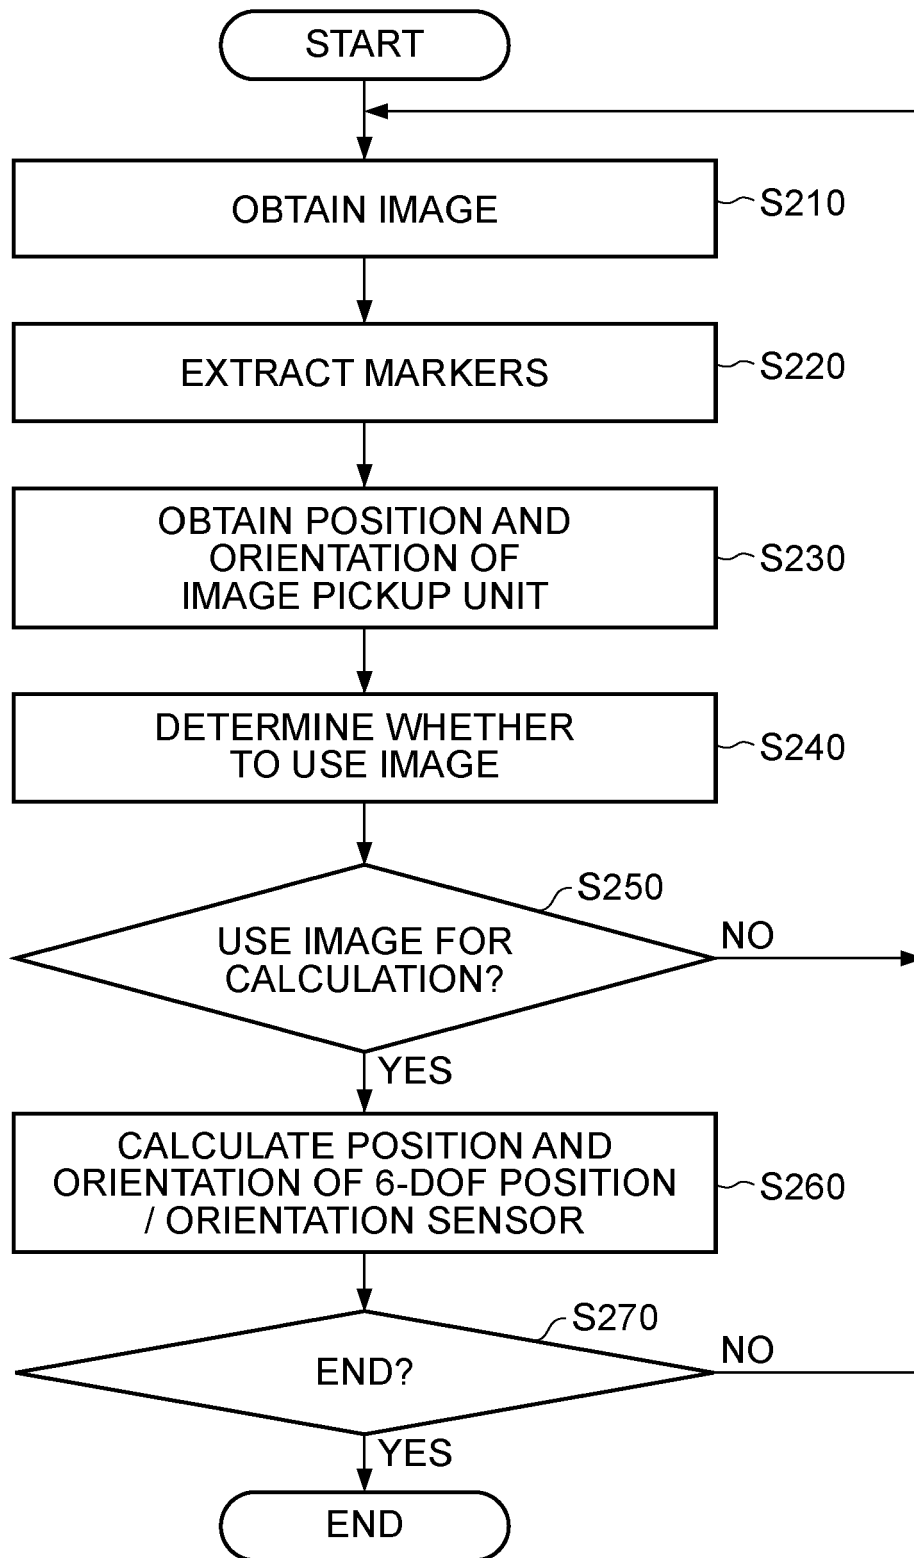 START
OBTAIN IMAGE
S210
EXTRACT MARKERS
S220
OBTAIN POSITION AND
ORIENTATION OF
IMAGE PICKUP UNIT
S230
DETERMINE WHETHER
TO USE IMAGE
S240
S250
USE IMAGE FOR
CALCULATION?
NO
YES
CALCULATE POSITION AND
ORIENTATION OF 6-DOF POSITION
/ ORIENTATION SENSOR
S260
S270
END?
NO
YES
END